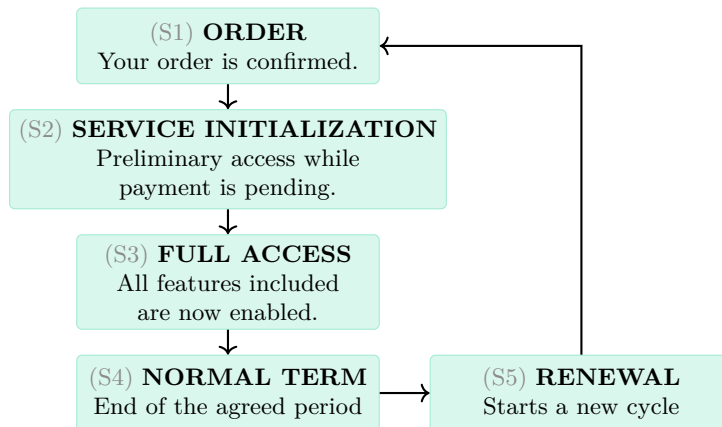 (S1) ORDER
Your order is confirmed.
(S2) SERVICE INITIALIZATION
Preliminary access while
payment is pending.
(S3) FULL ACCESS
All features included
are now enabled.
(S4) NORMAL TERM
End of the agreed period
(S5) RENEWAL
Starts a new cycle